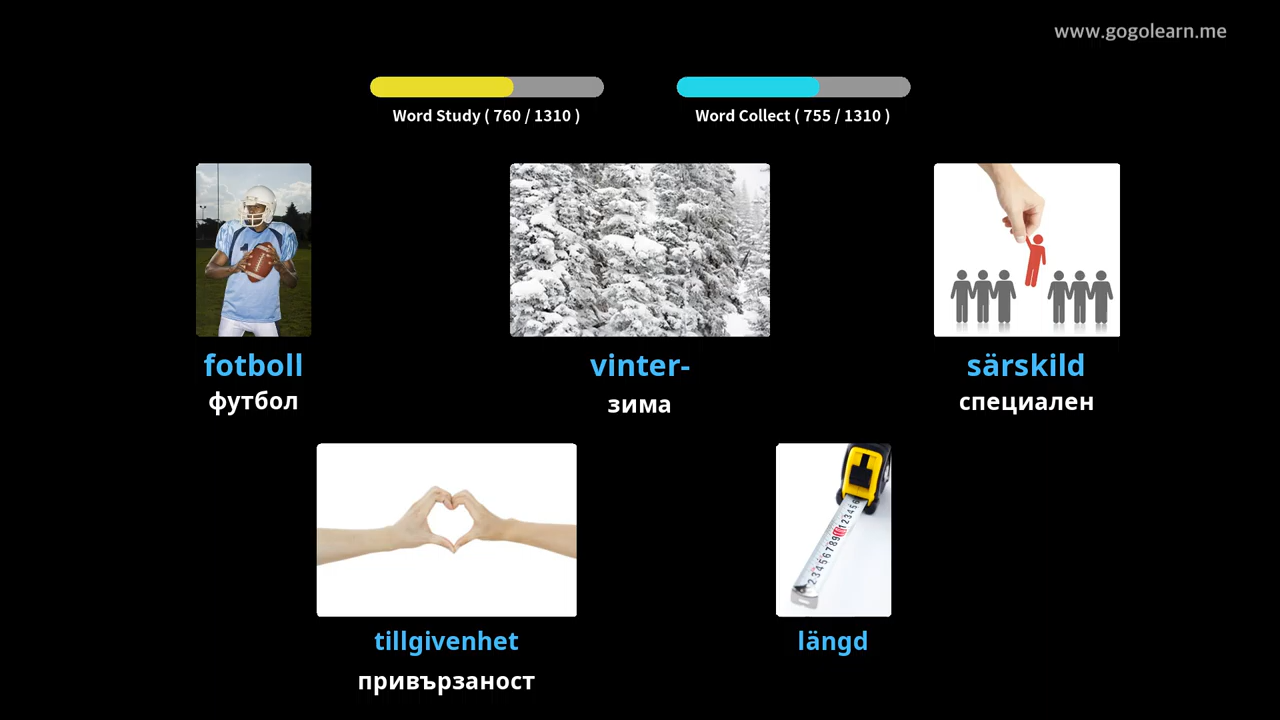 www.gogolearn.me
Word Study ( 760 / 1310 )
Word Collect ( 755 / 1310 )
fotboll
футбол
vinter-
зима
särskild
специален
tillgivenhet
привързаност
längd